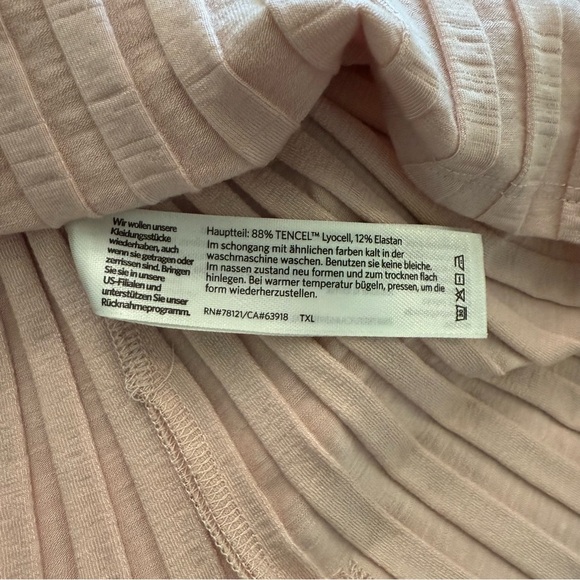 Wir wollen unsere
Kleidungsstücke
wiederhaben, auch
wenn sie getragen oder
zerrissen sind. Bringen
Sie sie in unsere
US-Filialen und
unterstützen Sie unser
Rücknahmeprogramm.
Hauptteil: 88% TENCEL™ Lyocell, 12% Elastan
Im schongang mit ähnlichen farben kalt in der
waschmaschine waschen. Benutzen sie keine bleiche.
Im nassen zustand neu formen und zum trocknen flach
hinlegen. Bei warmer temperatur bügeln, pressen, um die
form wiederherzustellen.
RN#78121/CA#63918 TXL